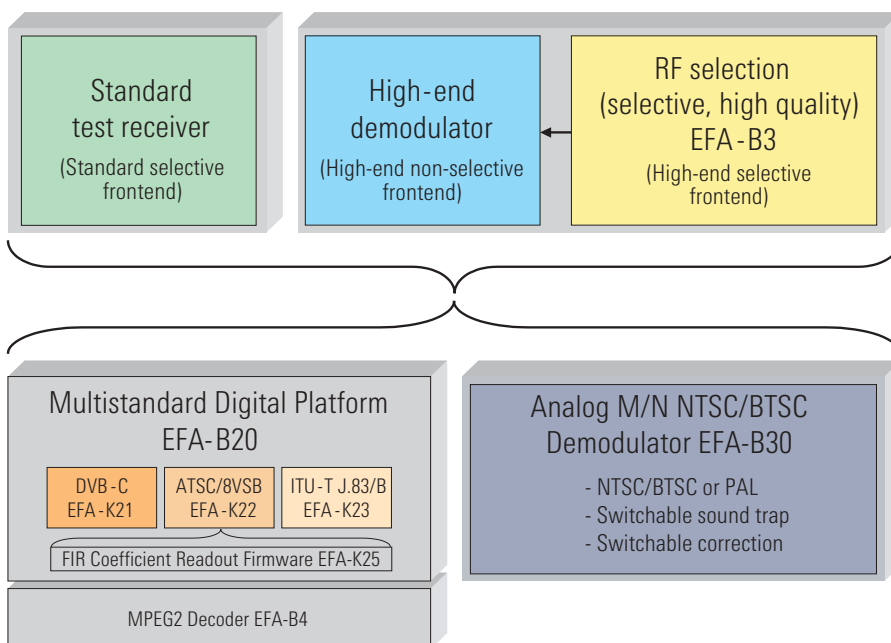 Standard
test receiver
(Standard selective
frontend)
High-end
demodulator
(High-end non-selective
frontend)
RF selection
(selective, high quality)
EFA-B3
(High-end selective
frontend)
Multistandard Digital Platform
EFA-B20
DVB-C
EFA-K21
ATSC/8VSB
EFA-K22
ITU-T J.83/B
EFA-K23
FIR Coefficient Readout Firmware EFA-K25
MPEG2 Decoder EFA-B4
Analog M/N NTSC/BTSC
Demodulator EFA-B30
- NTSC/BTSC or PAL
- Switchable sound trap
- Switchable correction